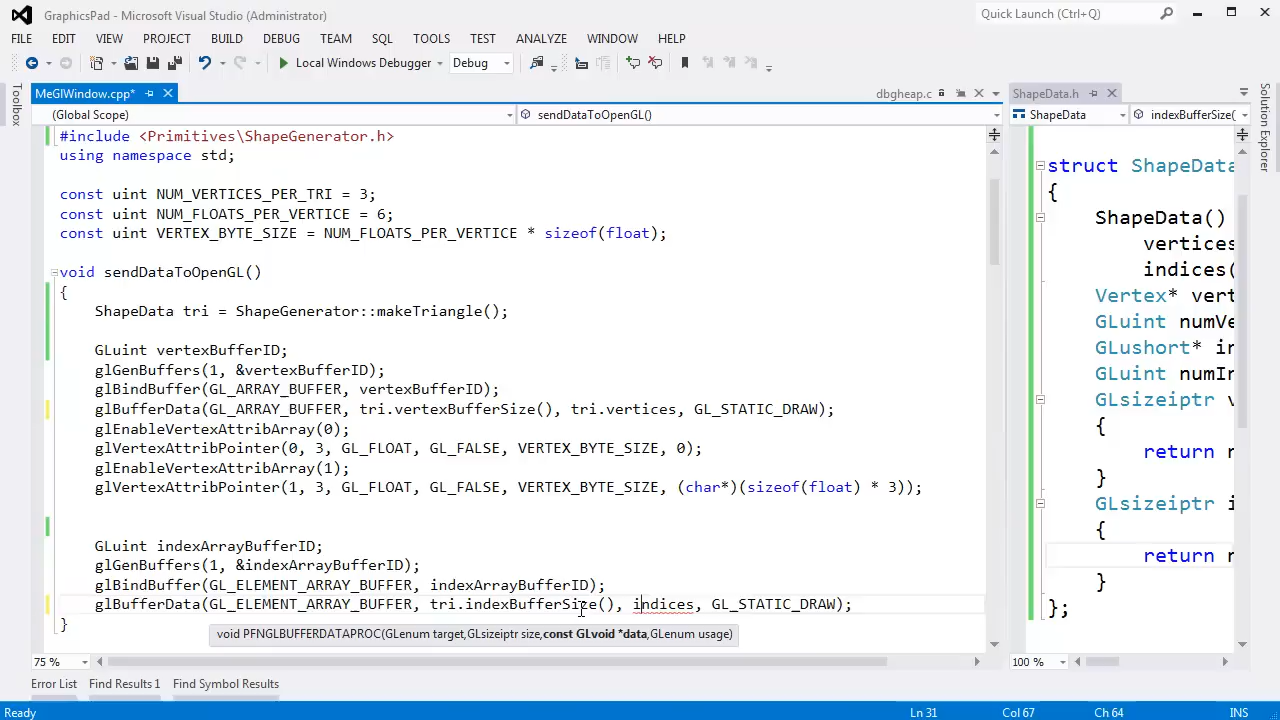 GraphicsPad - Microsoft Visual Studio (Administrator)
Quick Launch (Ctrl+Q)
FILE EDIT VIEW PROJECT BUILD DEBUG TEAM SQL TOOLS TEST ANALYZE WINDOW HELP
Local Windows Debugger Debug
MeGlWindow.cpp* dbgheap.c ShapeData.h
(Global Scope) sendDataToOpenGL() ShapeData indexBufferSize(
Toolbox
Solution Explorer
#include <Primitives\ShapeGenerator.h>
using namespace std;
const uint NUM_VERTICES_PER_TRI = 3;
const uint NUM_FLOATS_PER_VERTICE = 6;
const uint VERTEX_BYTE_SIZE = NUM_FLOATS_PER_VERTICE * sizeof(float);
void sendDataToOpenGL()
{
ShapeData tri = ShapeGenerator::makeTriangle();
GLuint vertexBufferID;
glGenBuffers(1, &vertexBufferID);
glBindBuffer(GL_ARRAY_BUFFER, vertexBufferID);
glBufferData(GL_ARRAY_BUFFER, tri.vertexBufferSize(), tri.vertices, GL_STATIC_DRAW);
glEnableVertexAttribArray(0);
glVertexAttribPointer(0, 3, GL_FLOAT, GL_FALSE, VERTEX_BYTE_SIZE, 0);
glEnableVertexAttribArray(1);
glVertexAttribPointer(1, 3, GL_FLOAT, GL_FALSE, VERTEX_BYTE_SIZE, (char*)(sizeof(float) * 3));
GLuint indexArrayBufferID;
glGenBuffers(1, &indexArrayBufferID);
glBindBuffer(GL_ELEMENT_ARRAY_BUFFER, indexArrayBufferID);
glBufferData(GL_ELEMENT_ARRAY_BUFFER, tri.indexBufferSize(), indices, GL_STATIC_DRAW);
}
void PFNGLBUFFERDATAPROC(GLenum target,GLsizeiptr size,const GLvoid *data,GLenum usage)
struct ShapeData
{
ShapeData()
vertices
indices(
Vertex* vert
GLuint numVe
GLushort* in
GLuint numIn
GLsizeiptr v
{
return n
}
GLsizeiptr i
{
return n
}
};
75 % 100 %
Error List Find Results 1 Find Symbol Results
Ready Ln 31 Col 67 Ch 64 INS